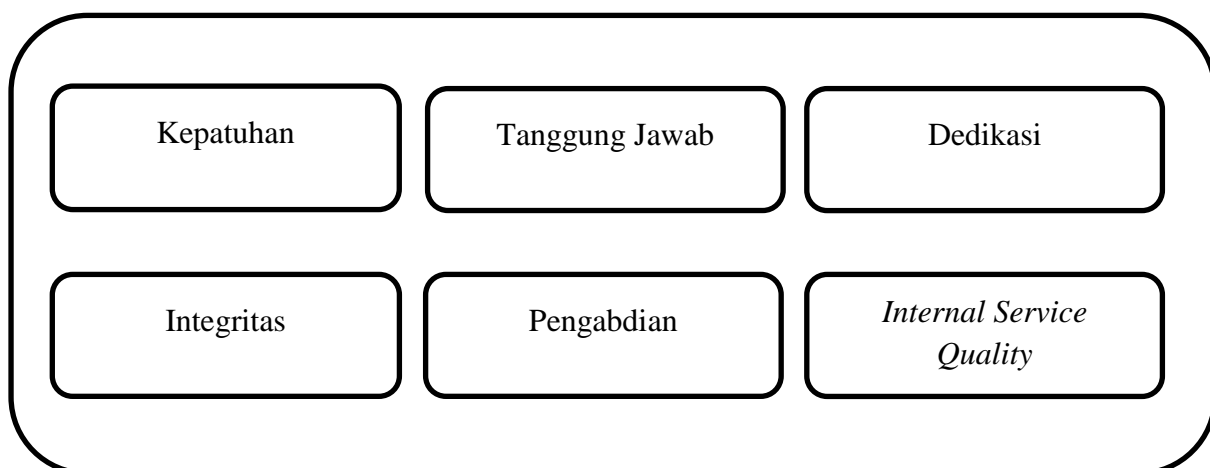 Kepatuhan
Tanggung Jawab
Dedikasi
Integritas
Pengabdian
Internal Service
Quality